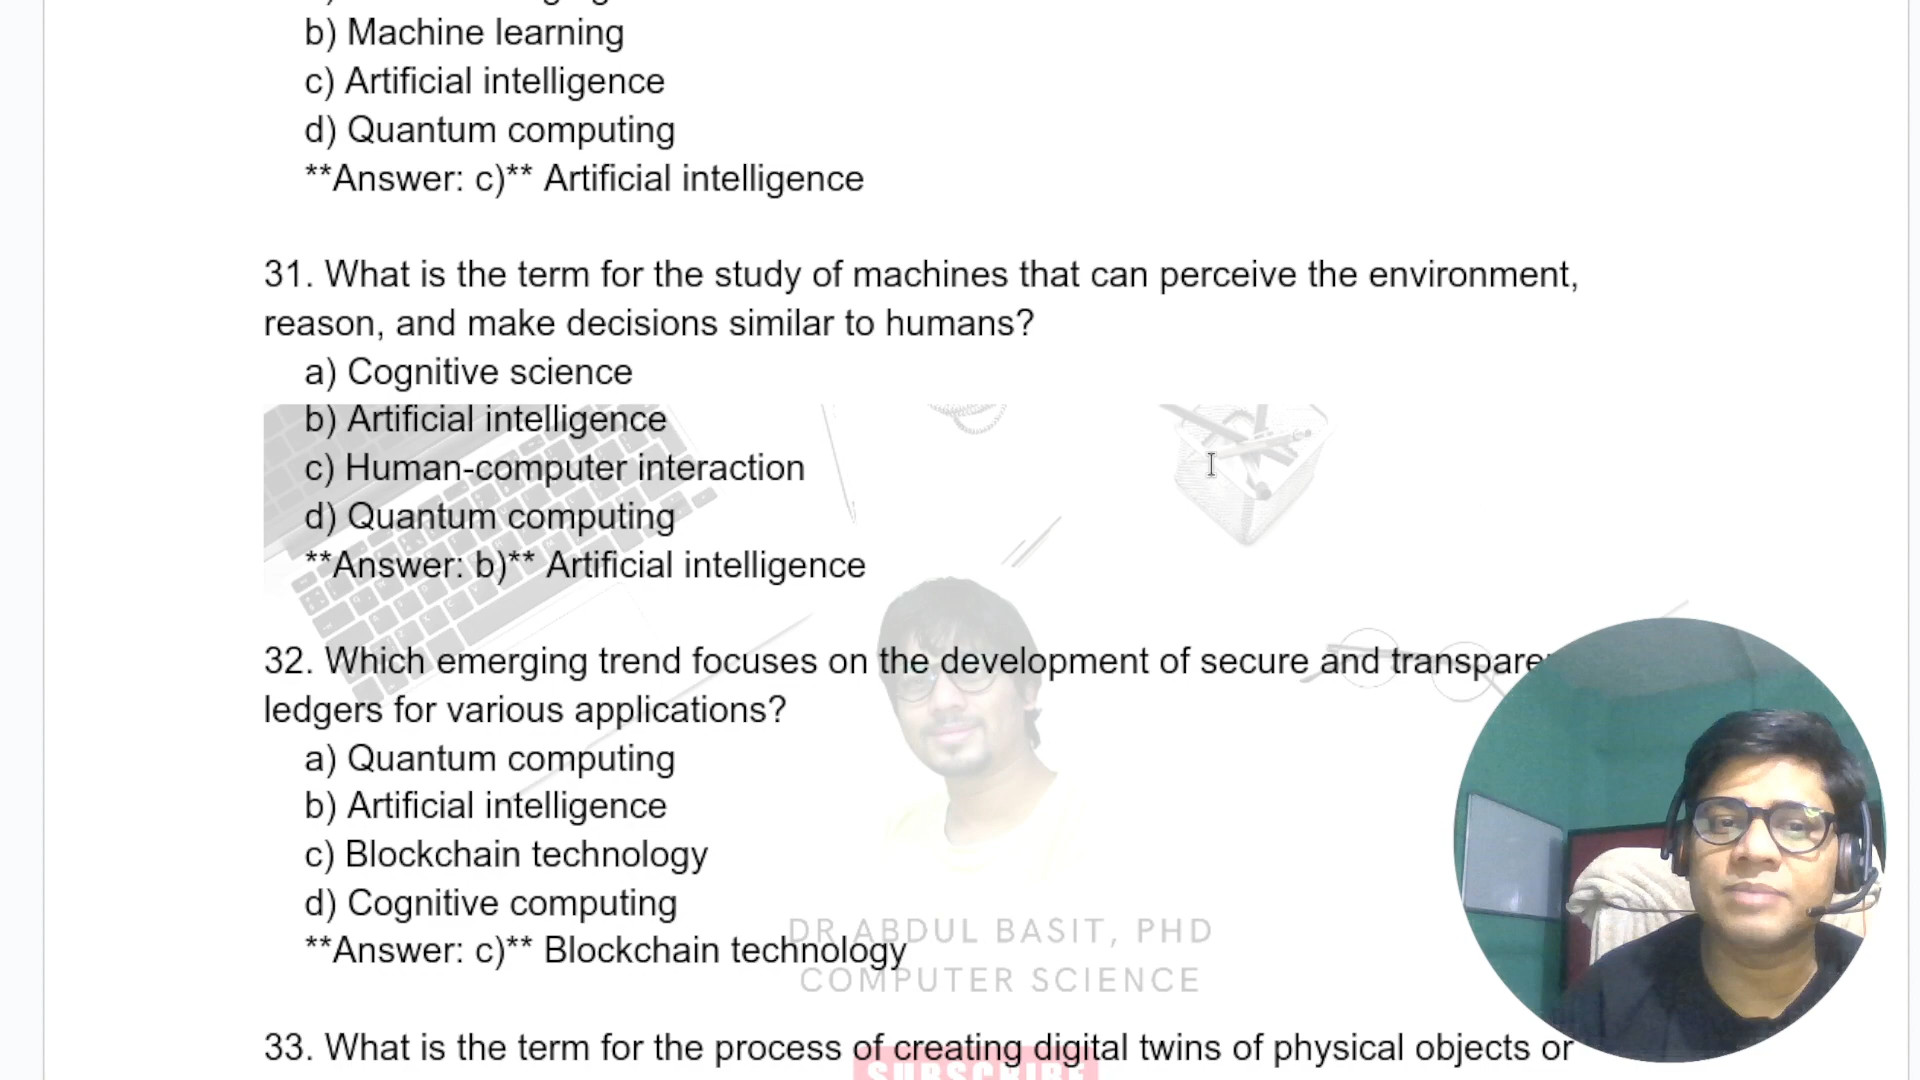 b) Machine learning
c) Artificial intelligence
d) Quantum computing
**Answer: c)** Artificial intelligence
31. What is the term for the study of machines that can perceive the environment,
reason, and make decisions similar to humans?
a) Cognitive science
b) Artificial intelligence
c) Human-computer interaction
d) Quantum computing
**Answer: b)** Artificial intelligence
32. Which emerging trend focuses on the development of secure and
ledgers for various applications?
a) Quantum computing
b) Artificial intelligence
c) Blockchain technology
d) Cognitive computing
**Answer: c)** Blockchain technology
DR ABDUL BASIT, PHD
COMPUTER SCIENCE
33. What is the term for the process of creating digital twins of physical objects or
SUBSCRIBE